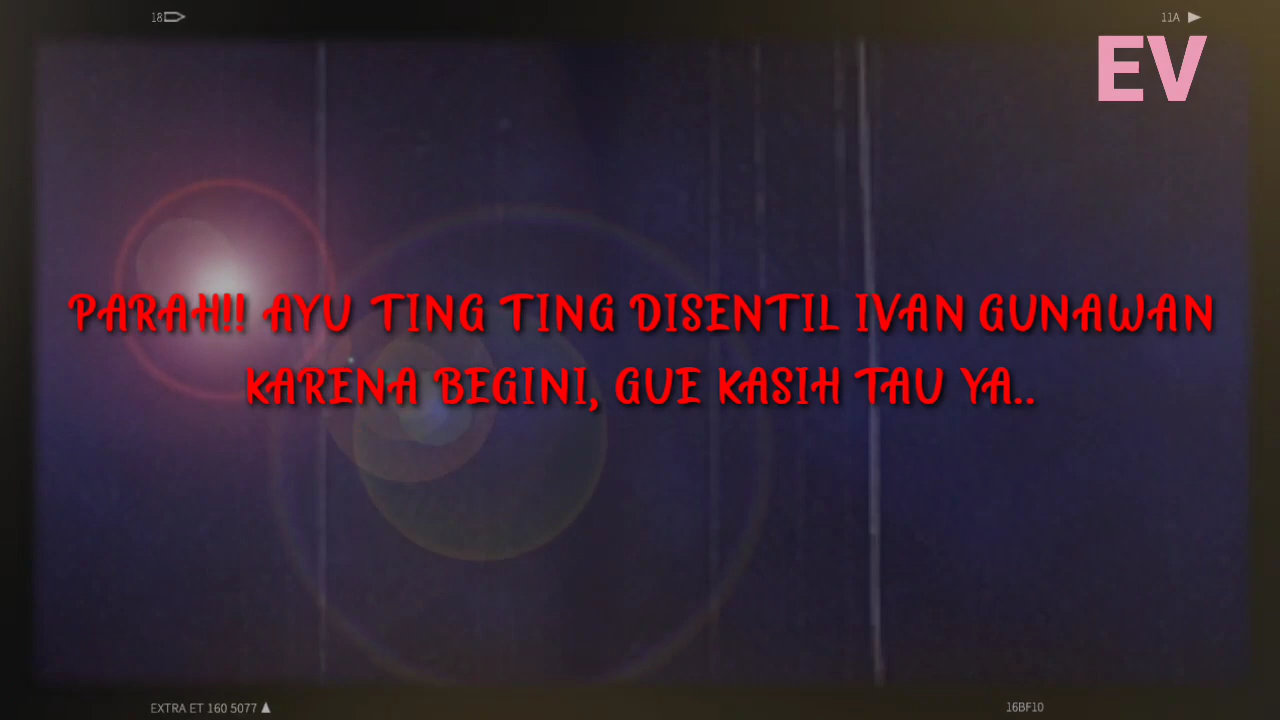 18
11A
EV
PARAH!! AYU TING TING DISENTIL IVAN GUNAWAN
KARENA BEGINI, GUE KASIH TAU YA..
EXTRA ET 160 5077
16BF10